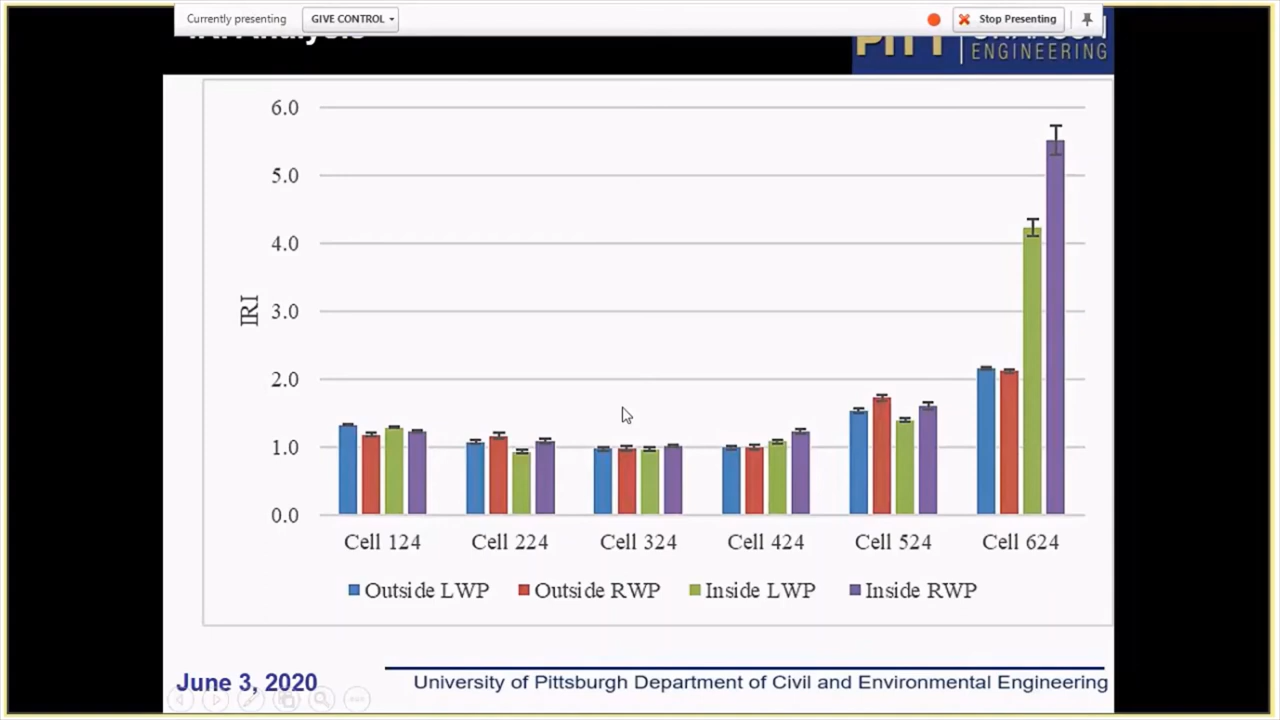 Currently presenting
GIVE CONTROL
Stop Presenting
PITT
ENGINEERING
6.0
5.0
4.0
3.0
2.0
1.0
0.0
IRI
Cell 124 Cell 224 Cell 324 Cell 424 Cell 524 Cell 624
Outside LWP Outside RWP Inside LWP Inside RWP
June 3, 2020
University of Pittsburgh Department of Civil and Environmental Engineering